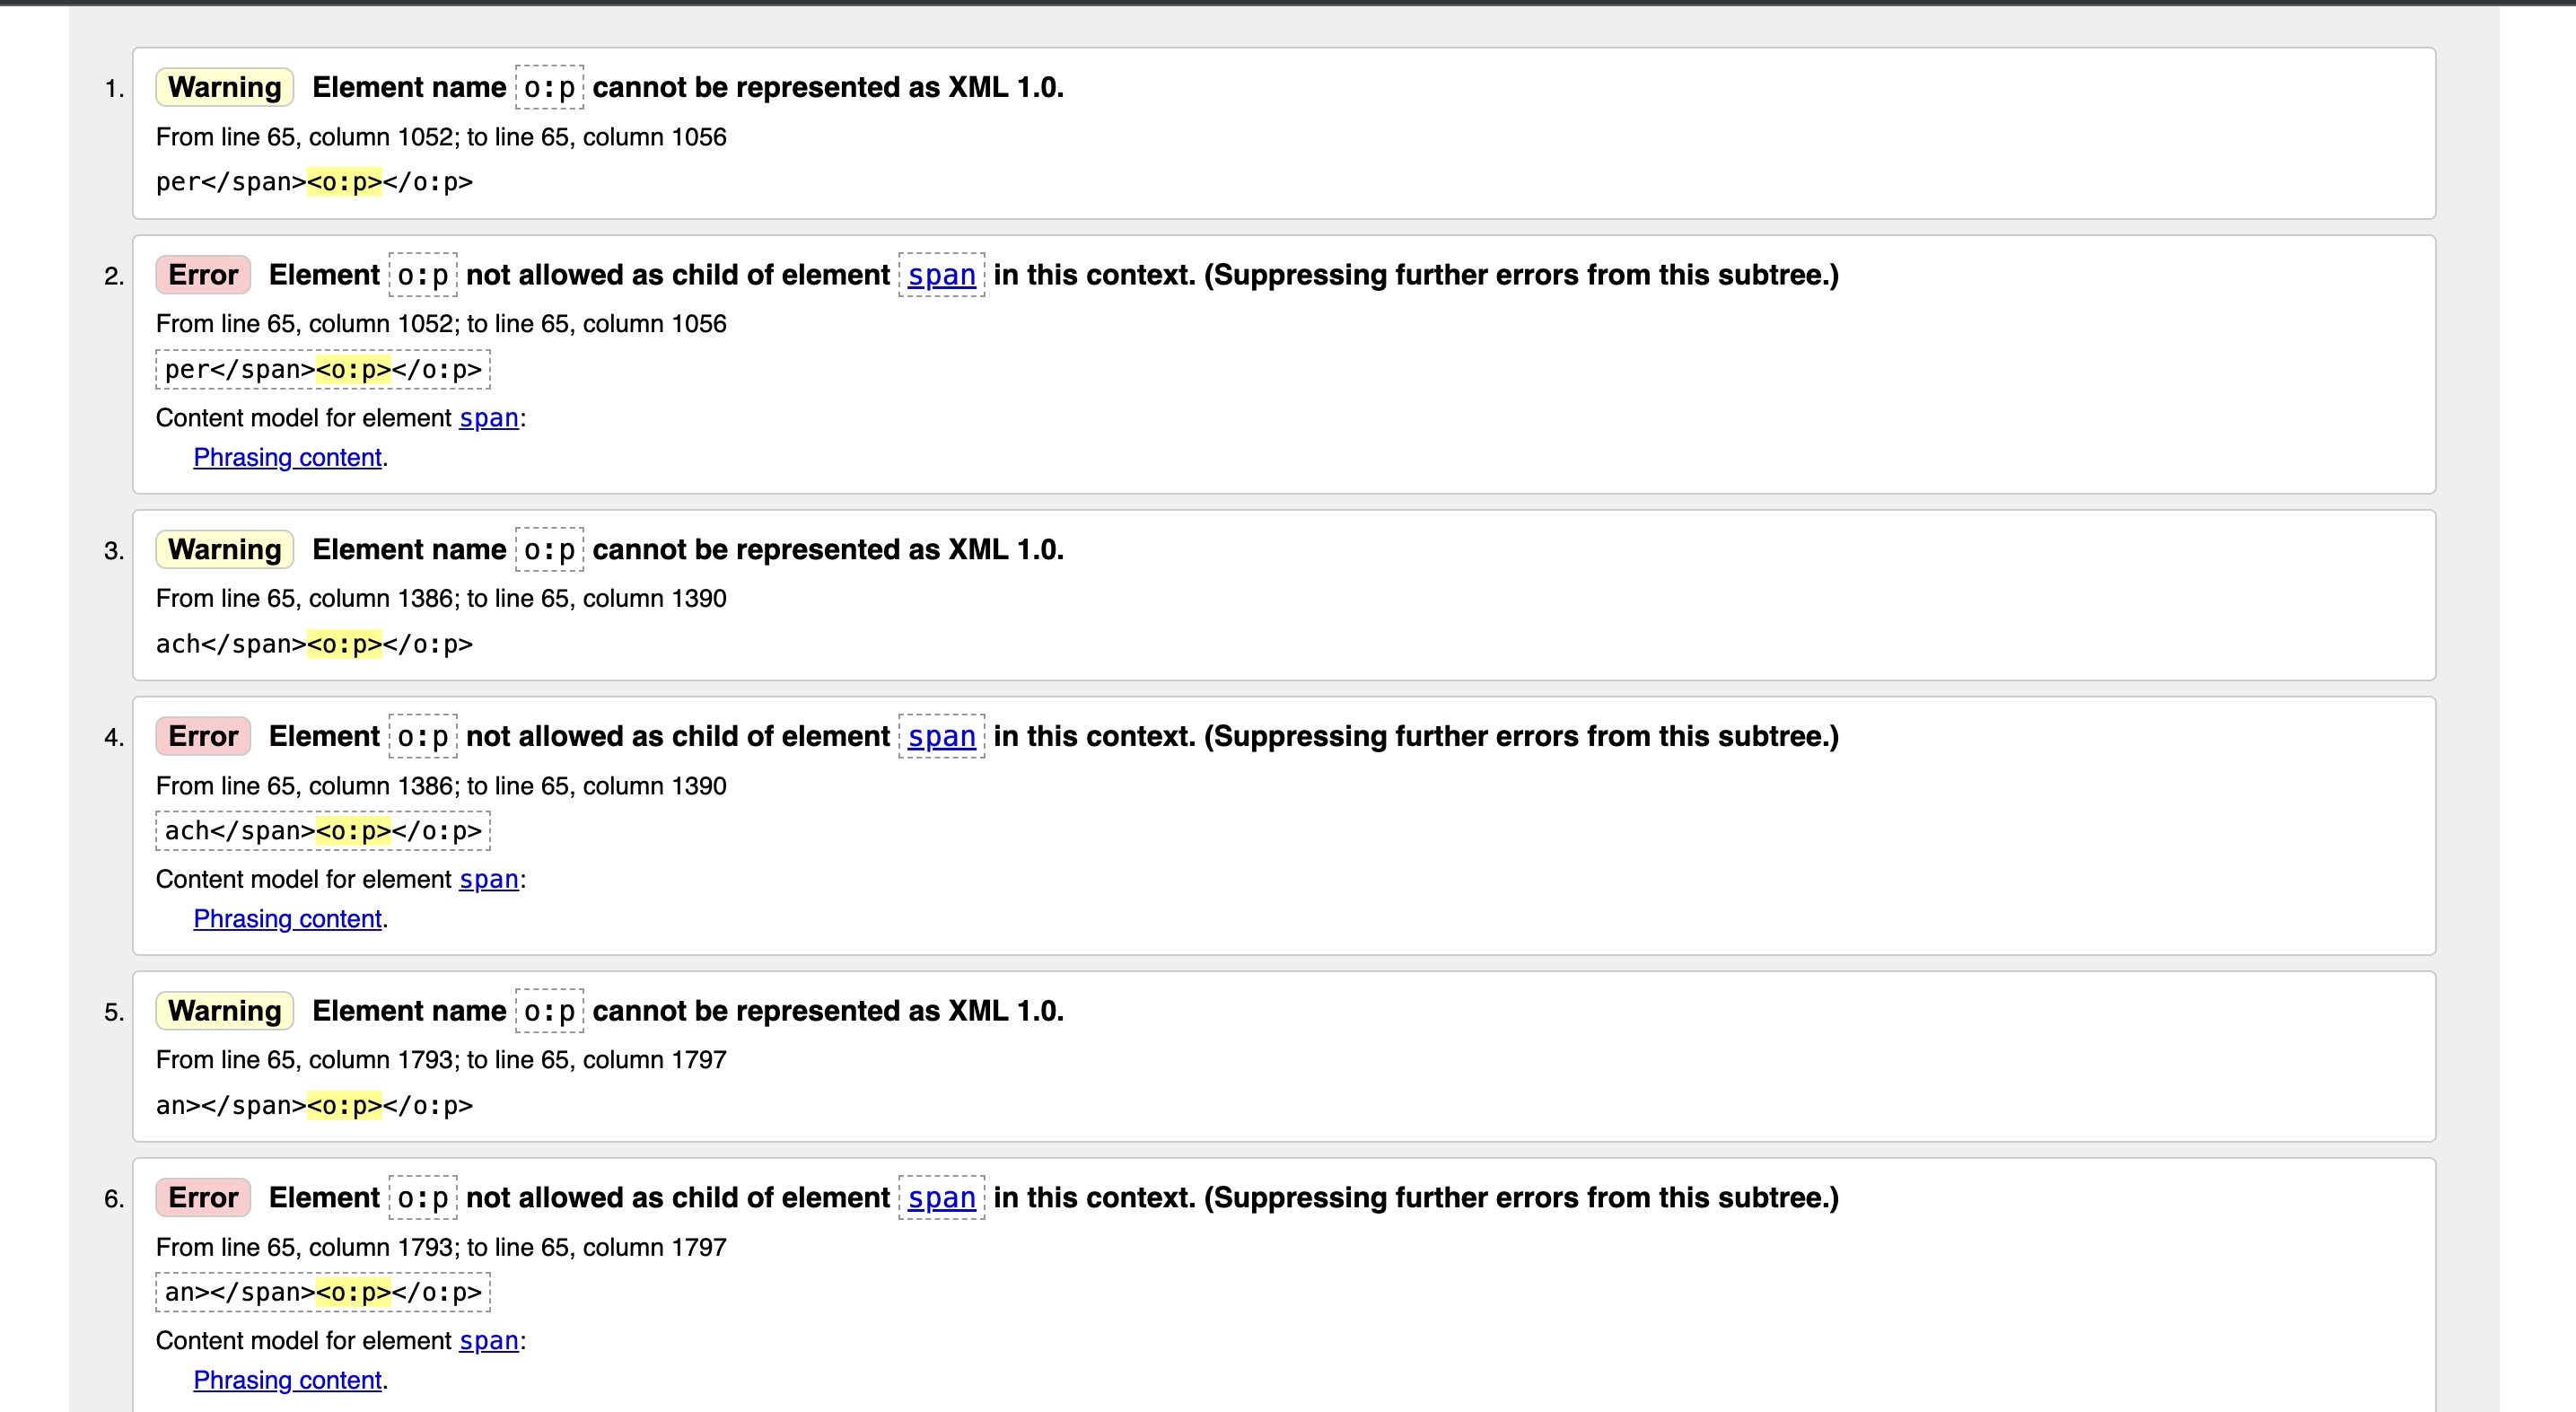 1. Warning Element name o:p cannot be represented as XML 1.0.
From line 65, column 1052; to line 65, column 1056
per</span><o:p></o:p>
2. Error Element o:p not allowed as child of element span in this context. (Suppressing further errors from this subtree.)
From line 65, column 1052; to line 65, column 1056
per</span><o:p></o:p>
Content model for element span:
Phrasing content.
3. Warning Element name o:p cannot be represented as XML 1.0.
From line 65, column 1386; to line 65, column 1390
ach</span><o:p></o:p>
4. Error Element o:p not allowed as child of element span in this context. (Suppressing further errors from this subtree.)
From line 65, column 1386; to line 65, column 1390
ach</span><o:p></o:p>
Content model for element span:
Phrasing content.
5. Warning Element name o:p cannot be represented as XML 1.0.
From line 65, column 1793; to line 65, column 1797
an></span><o:p></o:p>
6. Error Element o:p not allowed as child of element span in this context. (Suppressing further errors from this subtree.)
From line 65, column 1793; to line 65, column 1797
an></span><o:p></o:p>
Content model for element span:
Phrasing content.